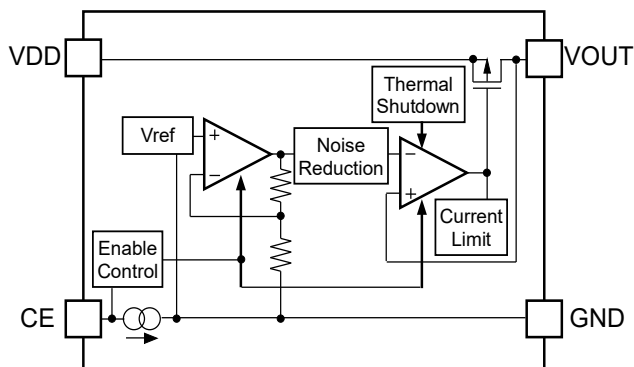 VDD
VOUT
Thermal
Shutdown
Vref
+
−
Noise
Reduction
−
+
Current
Limit
Enable
Control
CE
GND